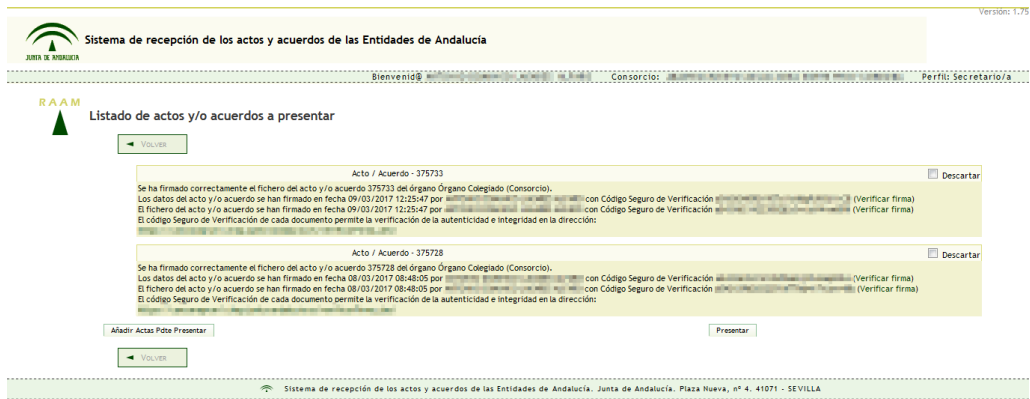 Versión: 1.75
Sistema de recepción de los actos y acuerdos de las Entidades de Andalucía
JUNTA DE ANDALUCIA
Bienvenid@ Consorcio: Perfil: Secretario/a
RAAM
Listado de actos y/o acuerdos a presentar
◄ VOLVER
Acto / Acuerdo - 375733 Descartar
Se ha firmado correctamente el fichero del acto y/o acuerdo 375733 del órgano Órgano Colegiado (Consorcio).
Los datos del acto y/o acuerdo se han firmado en fecha 09/03/2017 12:25:47 por con Código Seguro de Verificación (Verificar firma)
El fichero del acto y/o acuerdo se han firmado en fecha 09/03/2017 12:25:47 por con Código Seguro de Verificación (Verificar firma)
El código Seguro de Verificación de cada documento permite la verificación de la autenticidad e integridad en la dirección:
Acto / Acuerdo - 375728 Descartar
Se ha firmado correctamente el fichero del acto y/o acuerdo 375728 del órgano Órgano Colegiado (Consorcio).
Los datos del acto y/o acuerdo se han firmado en fecha 08/03/2017 08:48:05 por con Código Seguro de Verificación (Verificar firma)
El fichero del acto y/o acuerdo se han firmado en fecha 08/03/2017 08:48:05 por con Código Seguro de Verificación (Verificar firma)
El código Seguro de Verificación de cada documento permite la verificación de la autenticidad e integridad en la dirección:
Añadir Actas Pdte Presentar Presentar
◄ VOLVER
Sistema de recepción de los actos y acuerdos de las Entidades de Andalucía. Junta de Andalucía. Plaza Nueva, nº 4. 41071 - SEVILLA